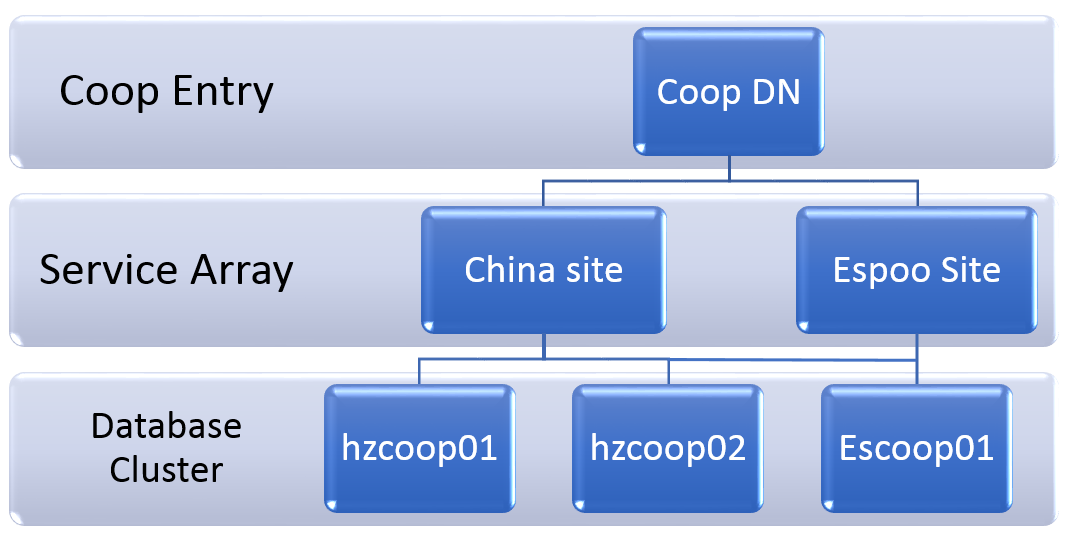 Coop Entry
Coop DN
Service Array
China site
Espoo Site
Database
Cluster
hzcoop01
hzcoop02
Escoop01